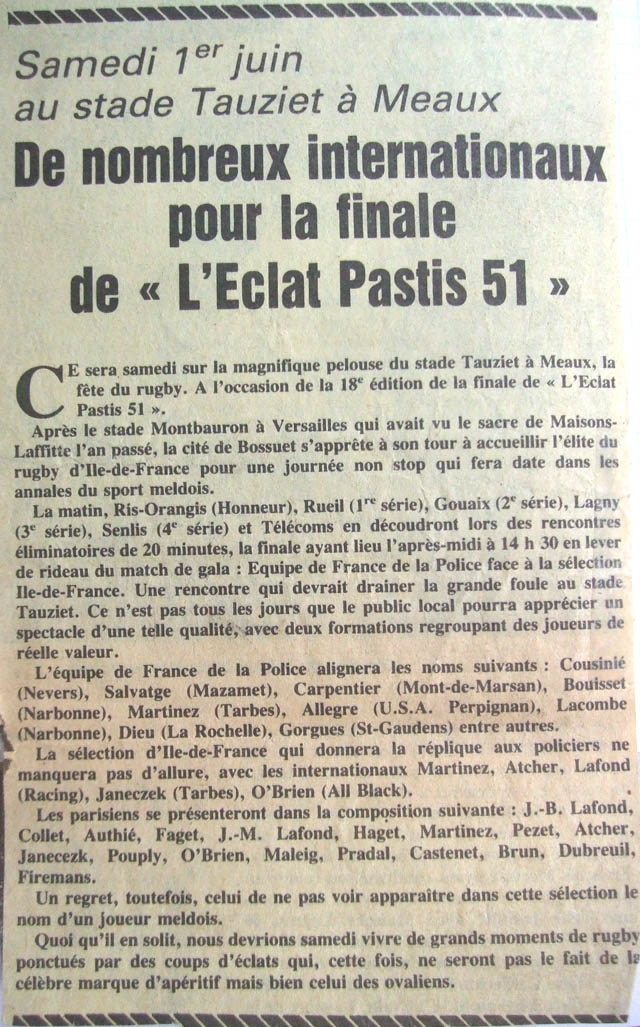 Samedi 1er juin
au stade Tauziet à Meaux
De nombreux internationaux
pour la finale
de « L'Eclat Pastis 51 »
CE sera samedi sur la magnifique pelouse du stade Tauziet à Meaux, la
fête du rugby. A l'occasion de la 18e édition de la finale de « L'Eclat
Pastis 51 ».
Après le stade Montbauron à Versailles qui avait vu le sacre de Maisons-
Laffitte l'an passé, la cité de Bossuet s'apprête à son tour à accueillir l'élite du
rugby d'Ile-de-France pour une journée non stop qui fera date dans les
annales du sport meldois.
La matin, Ris-Orangis (Honneur), Rueil (1re série), Gouaix (2e série), Lagny
(3e série), Senlis (4e série) et Télécoms en découdront lors des rencontres
éliminatoires de 20 minutes, la finale ayant lieu l'après-midi à 14 h 30 en lever
de rideau du match de gala : Equipe de France de la Police face à la sélection
Ile-de-France. Une rencontre qui devrait drainer la grande foule au stade
Tauziet. Ce n'est pas tous les jours que le public local pourra apprécier un
spectacle d'une telle qualité, avec deux formations regroupant des joueurs de
réelle valeur.
L'équipe de France de la Police alignera les noms suivants : Cousinié
(Nevers), Salvatge (Mazamet), Carpentier (Mont-de-Marsan), Bouisset
(Narbonne), Martinez (Tarbes), Allegre (U.S.A. Perpignan), Lacombe
(Narbonne), Dieu (La Rochelle), Gorgues (St-Gaudens) entre autres.
La sélection d'Ile-de-France qui donnera la réplique aux policiers ne
manquera pas d'allure, avec les internationaux Martinez, Atcher, Lafond
(Racing), Janeczek (Tarbes), O'Brien (All Black).
Les parisiens se présenteront dans la composition suivante : J.-B. Lafond,
Collet, Authié, Faget, J.-M. Lafond, Haget, Martinez, Pezet, Atcher,
Janecezk, Pouply, O'Brien, Maleig, Pradal, Castenet, Brun, Dubreuil,
Firemans.
Un regret, toutefois, celui de ne pas voir apparaître dans cette sélection le
nom d'un joueur meldois.
Quoi qu'il en solit, nous devrions samedi vivre de grands moments de rugby
ponctués par des coups d'éclats qui, cette fois, ne seront pas le fait de la
célèbre marque d'apéritif mais bien celui des ovaliens.